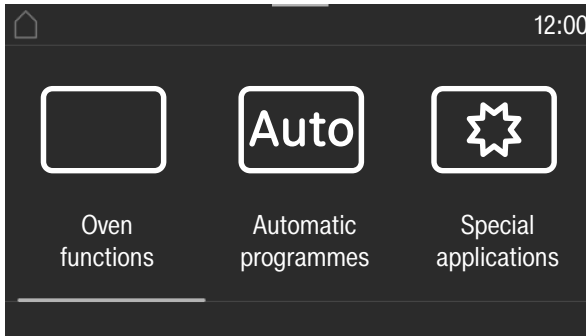 12:00
Auto
Oven
functions
Automatic
programmes
Special
applications